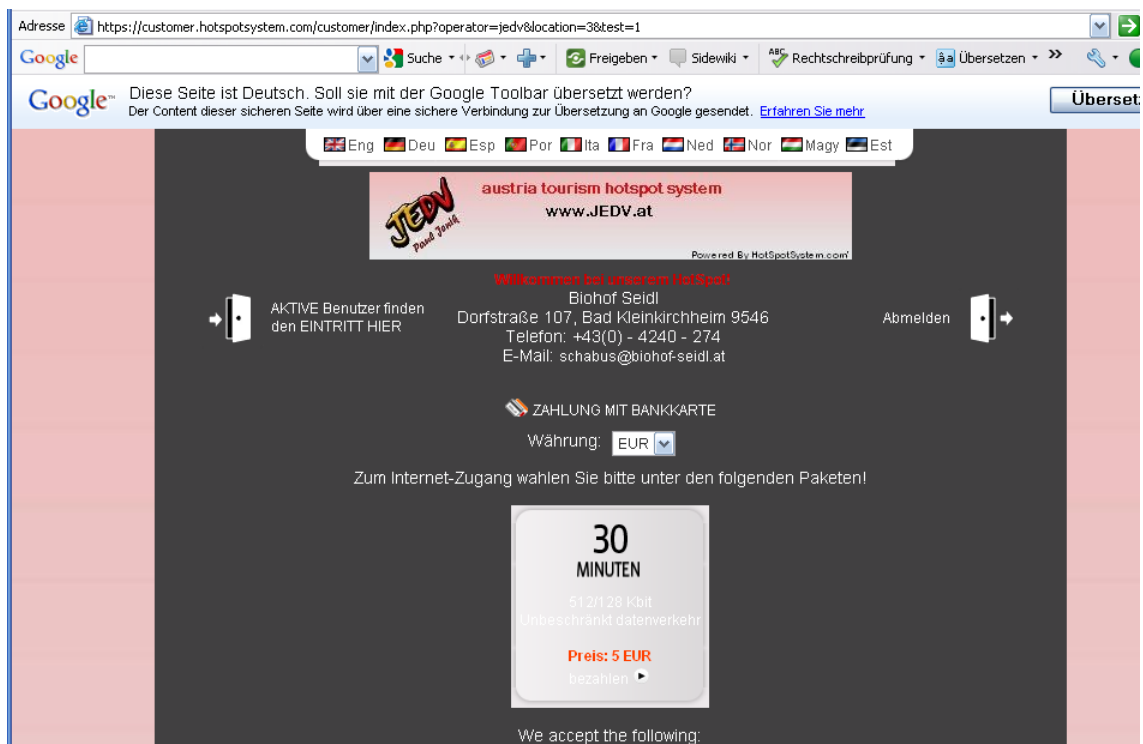 Adresse https://customer.hotspotsystem.com/customer/index.php?operator=jedv&location=3&test=1
Google Suche Freigeben Sidewiki ABC Rechtschreibprüfung âa Übersetzen »
Google™ Diese Seite ist Deutsch. Soll sie mit der Google Toolbar übersetzt werden? Überset
Der Content dieser sicheren Seite wird über eine sichere Verbindung zur Übersetzung an Google gesendet. Erfahren Sie mehr
Eng Deu Esp Por Ita Fra Ned Nor Magy Est
JEDV
Paul Jonik
austria tourism hotspot system
www.JEDV.at
Powered By HotSpotSystem.com
Willkommen bei unserem HotSpot!
Biohof Seidl
Dorfstraße 107, Bad Kleinkirchheim 9546
Telefon: +43(0) - 4240 - 274
E-Mail: schabus@biohof-seidl.at
AKTIVE Benutzer finden
den EINTRITT HIER
Abmelden
ZAHLUNG MIT BANKKARTE
Währung: EUR
Zum Internet-Zugang wahlen Sie bitte unter den folgenden Paketen!
30
MINUTEN
512/128 Kbit
Unbeschränkt datenverkehr
Preis: 5 EUR
bezahlen
We accept the following: